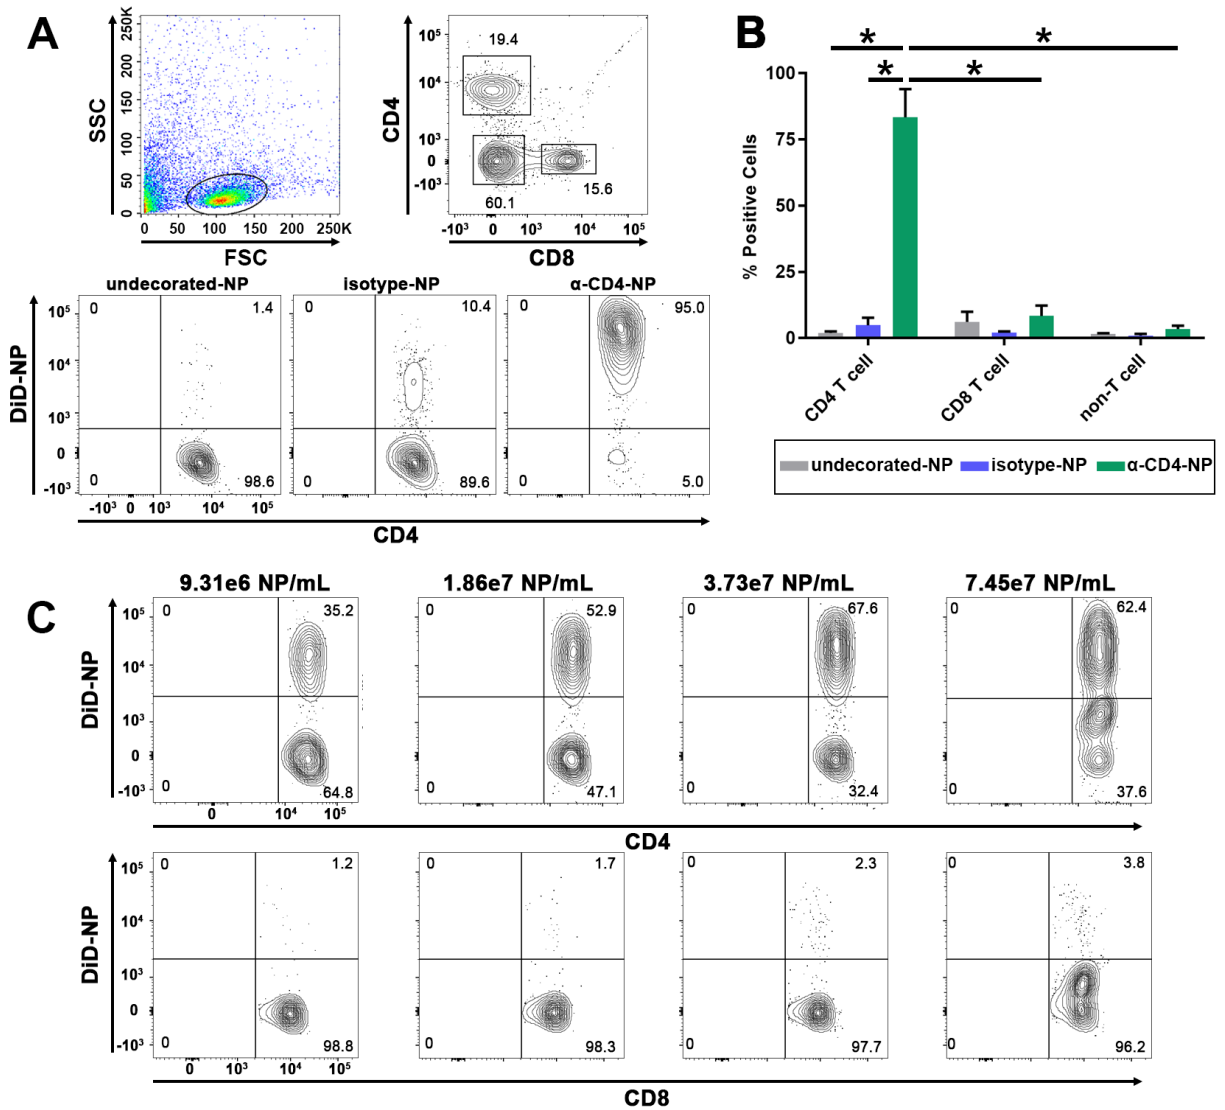 A
250K
200
150
100
50
0
SSC
0 50 100 150 200 250K
FSC
10⁵
10⁴
10³
0
-10³
CD4
19.4
15.6
60.1
-10³ 0 10³ 10⁴ 10⁵
CD8
undecorated-NP isotype-NP α-CD4-NP
DiD-NP
10⁵
10⁴
10³
0
-10³
0 1.4 0 10.4 0 95.0
0 98.6 0 89.6 0 5.0
-10³ 0 10³ 10⁴ 10⁵
CD4
B
* *
* *
100
75
50
25
0
% Positive Cells
CD4 T cell CD8 T cell non-T cell
undecorated-NP isotype-NP α-CD4-NP
C
9.31e6 NP/mL 1.86e7 NP/mL 3.73e7 NP/mL 7.45e7 NP/mL
DiD-NP
10⁵
10⁴
10³
0
-10³
0 35.2 0 52.9 0 67.6 0 62.4
0 64.8 0 47.1 0 32.4 0 37.6
0 10⁴ 10⁵
CD4
DiD-NP
10⁵
10⁴
10³
0
-10³
0 1.2 0 1.7 0 2.3 0 3.8
0 98.8 0 98.3 0 97.7 0 96.2
0 10³ 10⁴ 10⁵
CD8